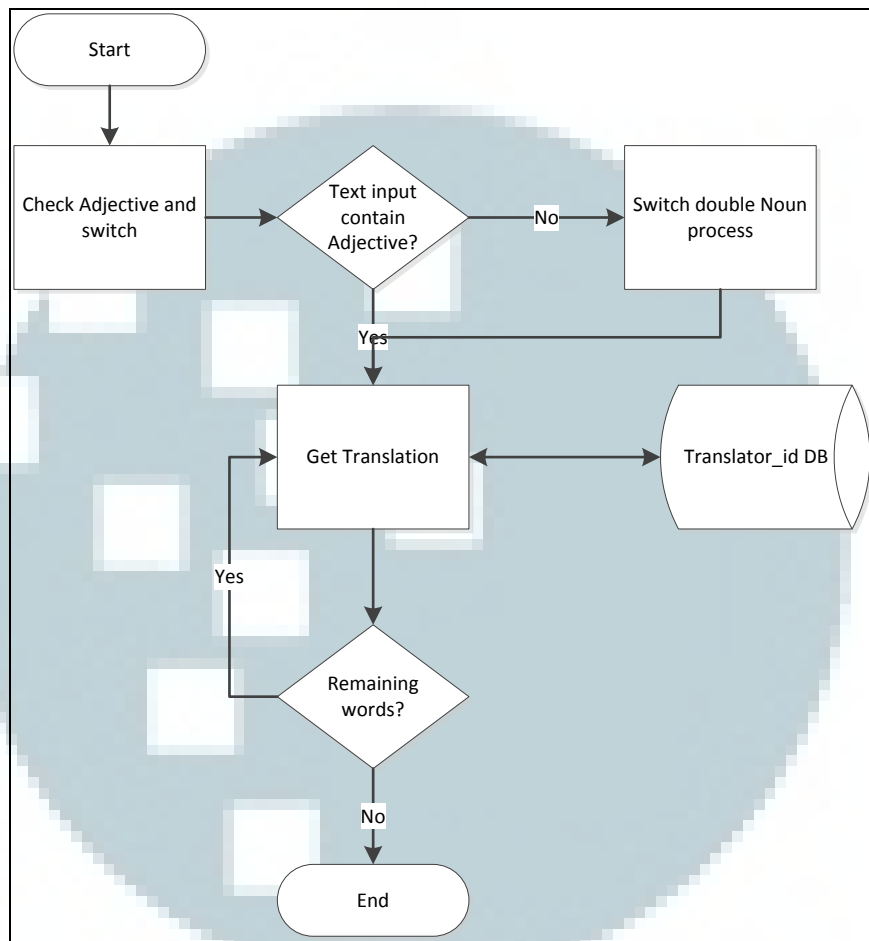 Start
Check Adjective and
switch
Text input
contain
Adjective?
No
Switch double Noun
process
Yes
Get Translation
Translator_id DB
Yes
Remaining
words?
No
End